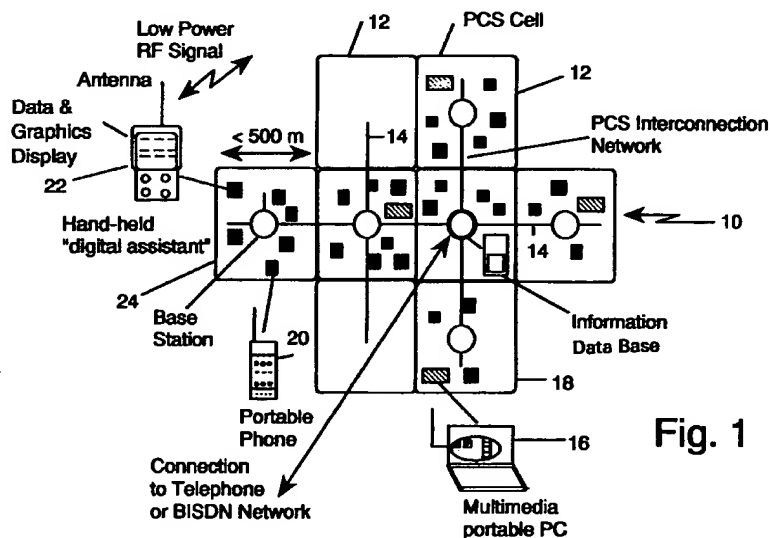 Low Power
RF Signal
Antenna
Data &
Graphics
Display
22
Hand-held
"digital assistant"
24
< 500 m
12
14
PCS Cell
12
PCS Interconnection
Network
10
14
Base
Station
20
Portable
Phone
Information
Data Base
18
Connection
to Telephone
or BISDN Network
16
Multimedia
portable PC
Fig. 1